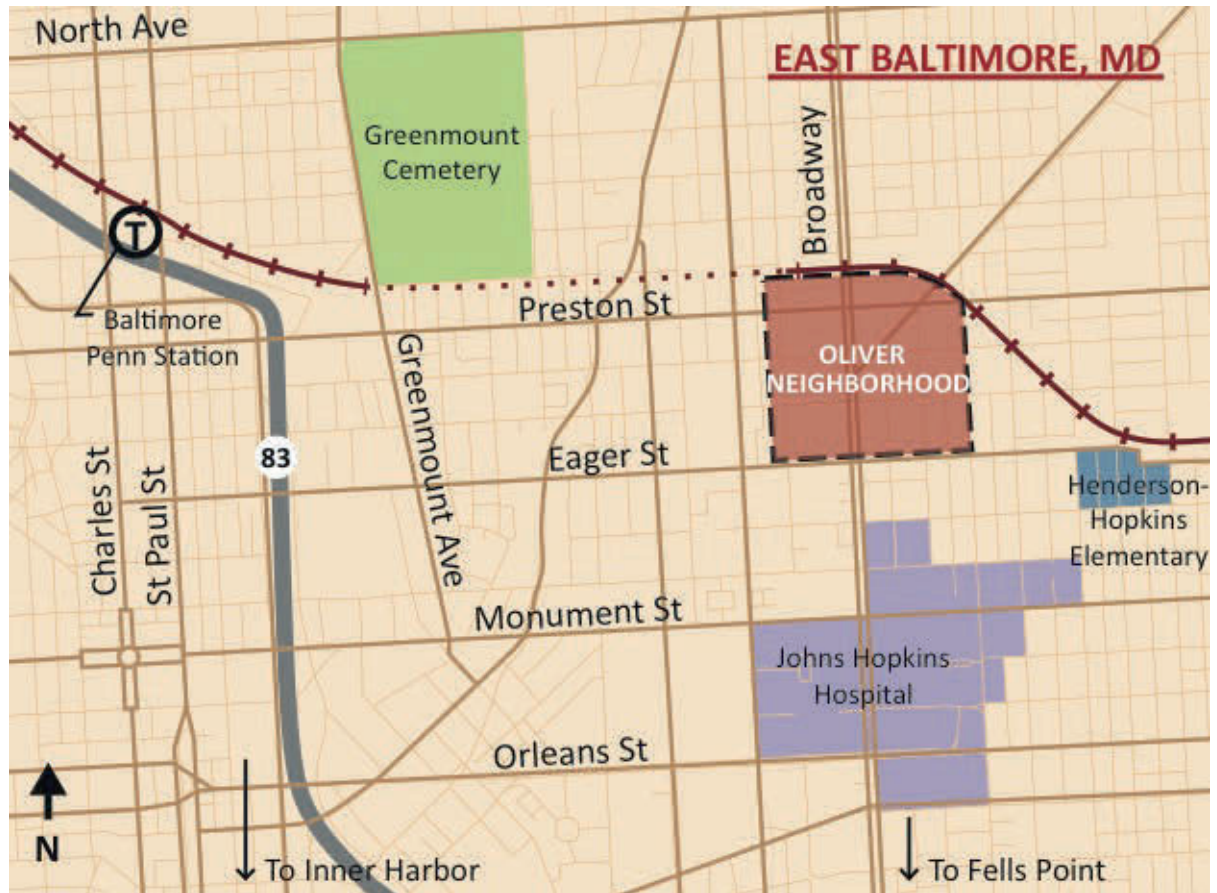 North Ave
EAST BALTIMORE, MD
Greenmount
Cemetery
Broadway
T
Baltimore
Penn Station
Preston St
OLIVER
NEIGHBORHOOD
Greenmount Ave
83
Charles St
St Paul St
Eager St
Henderson-
Hopkins
Elementary
Monument St
Johns Hopkins
Hospital
Orleans St
N
To Inner Harbor
To Fells Point